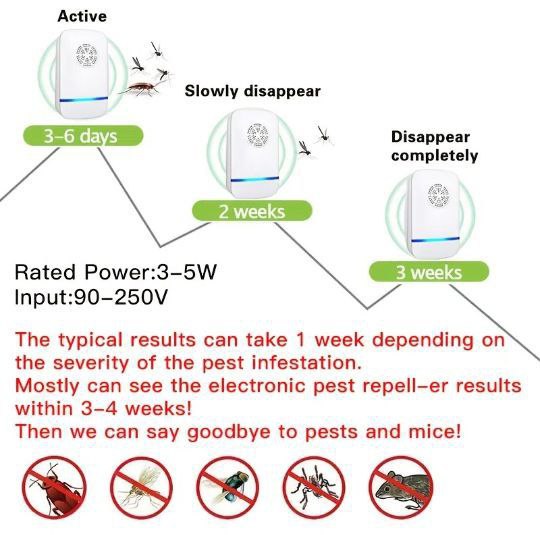 Active
3-6 days
Slowly disappear
2 weeks
Disappear
completely
3 weeks
Rated Power:3-5W
Input:90-250V
The typical results can take 1 week depending on
the severity of the pest infestation.
Mostly can see the electronic pest repell-er results
within 3-4 weeks!
Then we can say goodbye to pests and mice!